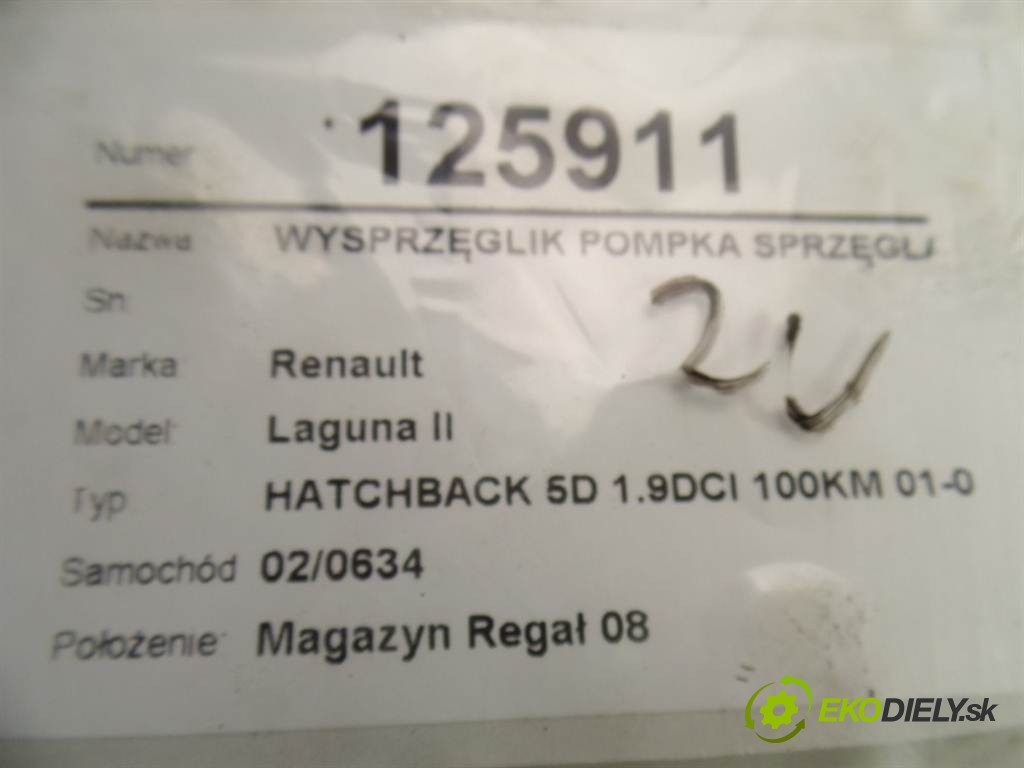 Numer 125911
Nazwa WYSPRZĘGLIK POMPKA SPRZĘGŁA
Sn
Marka Renault
Model Laguna II
Typ HATCHBACK 5D 1.9DCI 100KM 01-0
Samochód 02/0634
Położenie: Magazyn Regał 08
EKODIELY.sk